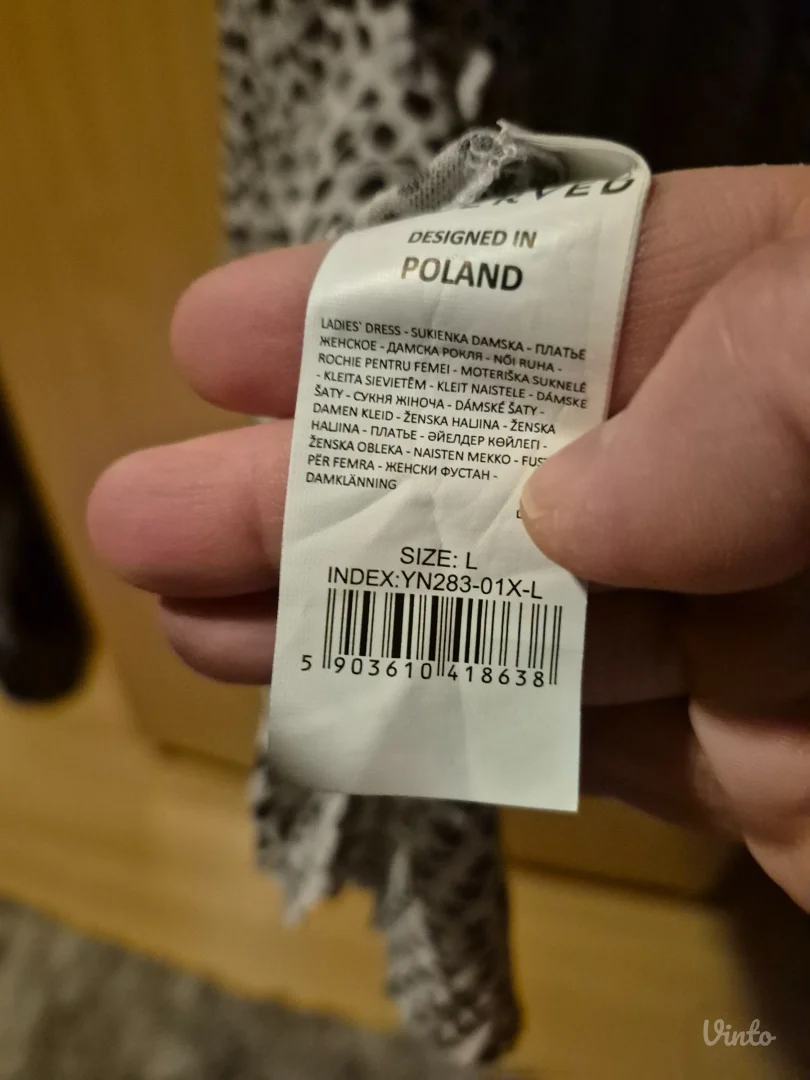 DESIGNED IN
POLAND
LADIES' DRESS - SUKIENKA DAMSKA - ПЛАТЬЕ
ЖЕНСКОЕ - ДАМСКА РОКЛЯ - NŐI RUHA -
ROCHIE PENTRU FEMEI - MOTERIŠKA SUKNELĖ
- KLEITA SIEVIETĒM - KLEIT NAISTELE - DÁMSKE
ŠATY - СУКНЯ ЖІНОЧА - DÁMSKÉ ŠATY -
DAMEN KLEID - ŽENSKA HALJINA - ŽENSKA
HALJINA - ПЛАТЬЕ - ӘЙЕЛДЕР КӨЙЛЕГІ -
ŽENSKA OBLEKA - NAISTEN MEKKO -
PËR FEMRA - ЖЕНСКИ ФУСТАН -
DAMKLÄNNING
SIZE: L
INDEX:YN283-01X-L
5 903610 418638
Vinto